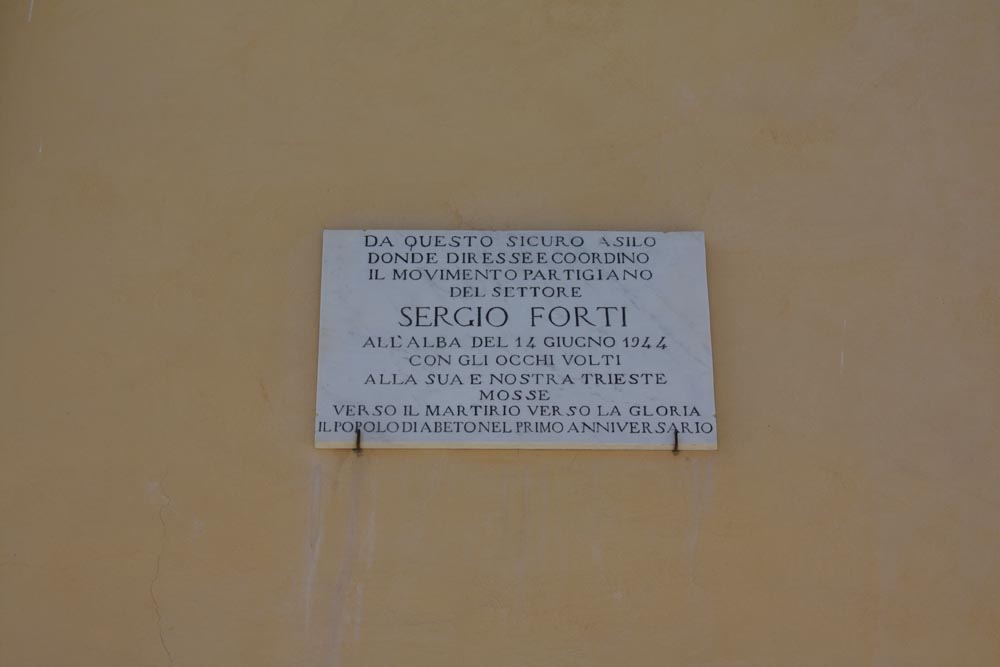 DA QUESTO SICURO ASILO
DONDE DIRESSE E COORDINO
IL MOVIMENTO PARTIGIANO
DEL SETTORE
SERGIO FORTI
ALL'ALBA DEL 14 GIUGNO 1944
CON GLI OCCHI VOLTI
ALLA SUA E NOSTRA TRIESTE
MOSSE
VERSO IL MARTIRIO VERSO LA GLORIA
IL POPOLO DI ABETO NEL PRIMO ANNIVERSARIO